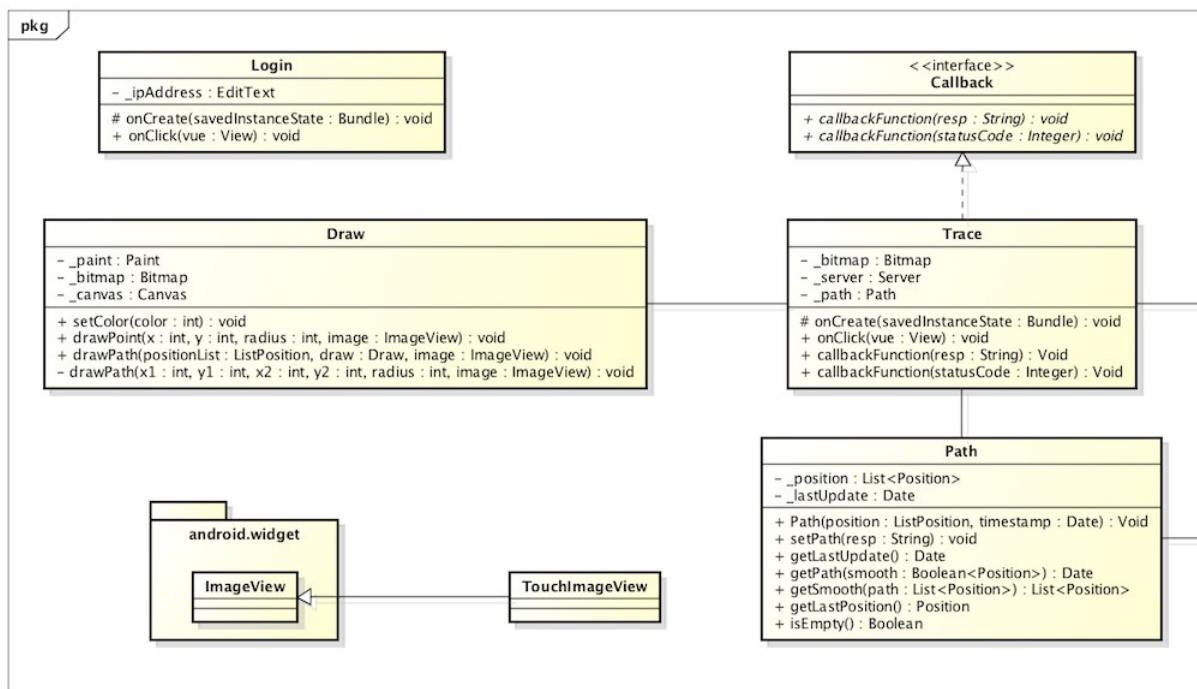 pkg
Login
- _ipAddress : EditText
# onCreate(savedInstanceState : Bundle) : void
+ onClick(vue : View) : void
<<interface>>
Callback
+ callbackFunction(resp : String) : void
+ callbackFunction(statusCode : Integer) : void
Draw
- _paint : Paint
- _bitmap : Bitmap
- _canvas : Canvas
+ setColor(color : int) : void
+ drawPoint(x : int, y : int, radius : int, image : ImageView) : void
+ drawPath(positionList : ListPosition, draw : Draw, image : ImageView) : void
- drawPath(x1 : int, y1 : int, x2 : int, y2 : int, radius : int, image : ImageView) : void
Trace
- _bitmap : Bitmap
- _server : Server
- _path : Path
# onCreate(savedInstanceState : Bundle) : void
+ onClick(vue : View) : void
+ callbackFunction(resp : String) : Void
+ callbackFunction(statusCode : Integer) : Void
Path
- _position : List<Position>
- _lastUpdate : Date
+ Path(position : ListPosition, timestamp : Date) : Void
+ setPath(resp : String) : void
+ getLastUpdate() : Date
+ getPath(smooth : Boolean<Position>) : Date
+ getSmooth(path : List<Position>) : List<Position>
+ getLastPosition() : Position
+ isEmpty() : Boolean
android.widget
ImageView
TouchImageView